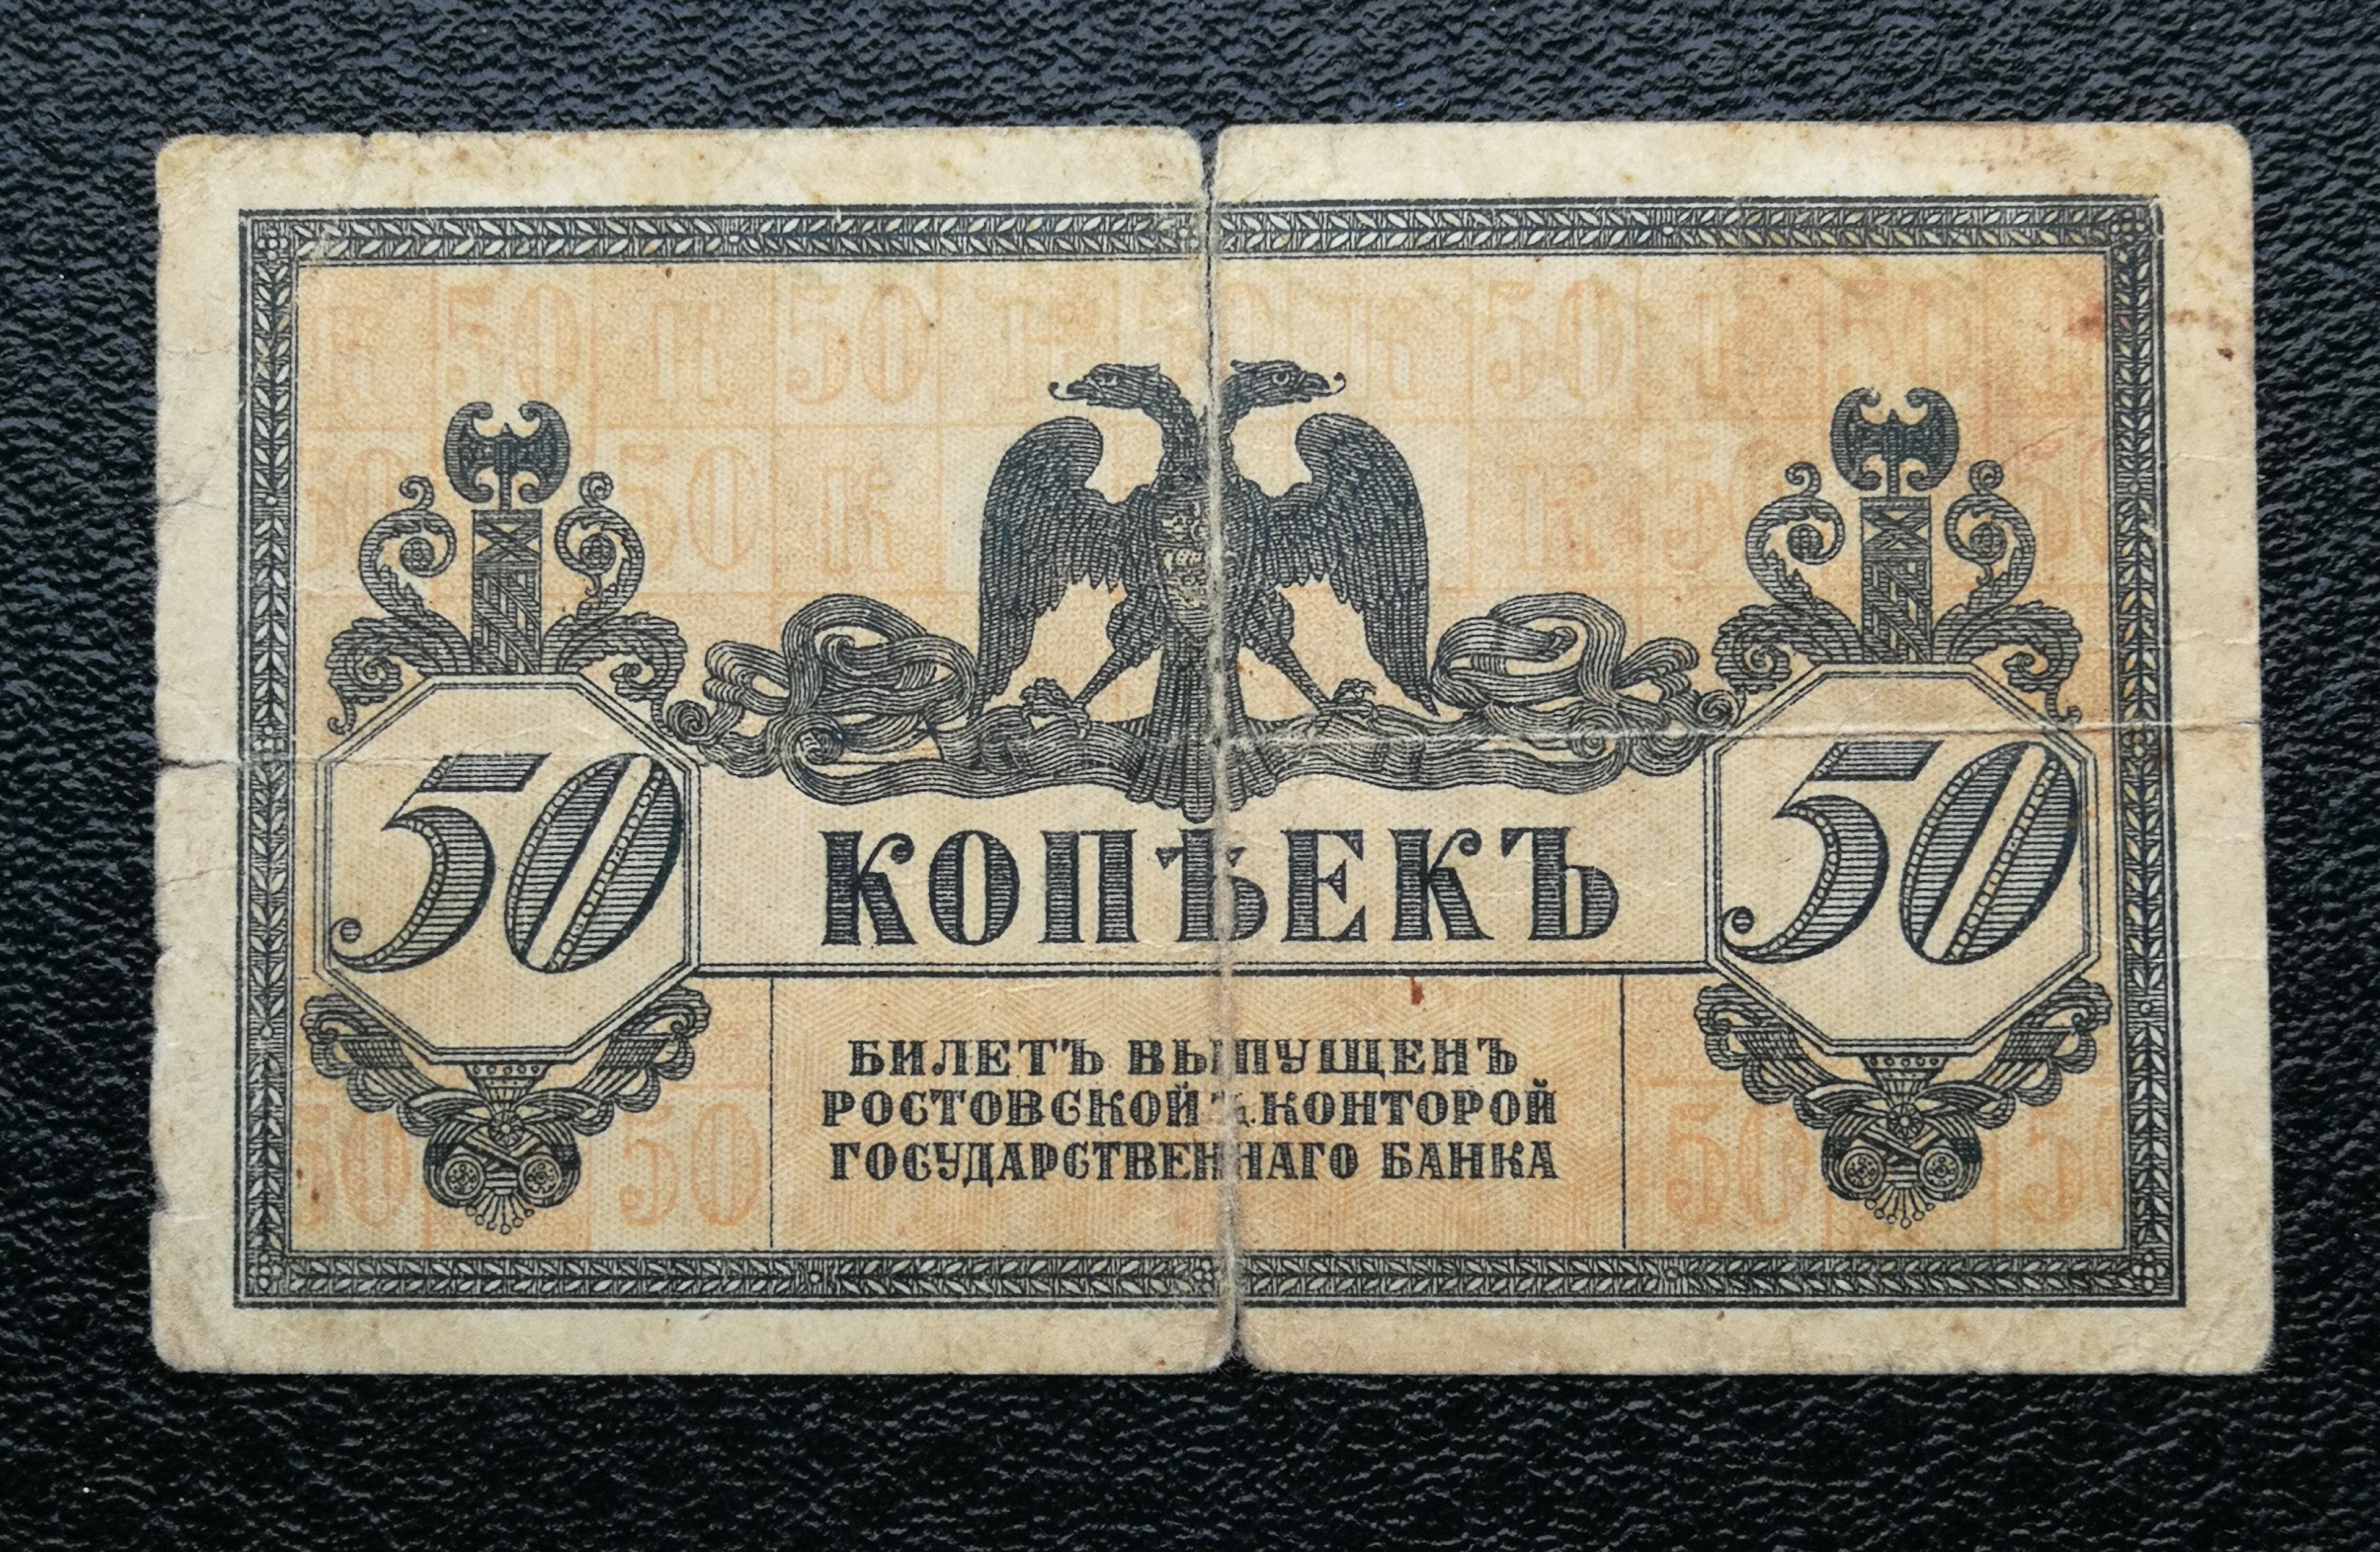 50 КОПѢЕКЪ 50
БИЛЕТЪ ВЫПУЩЕНЪ
РОСТОВСКОЙ КОНТОРОЙ
ГОСУДАРСТВЕННАГО БАНКА